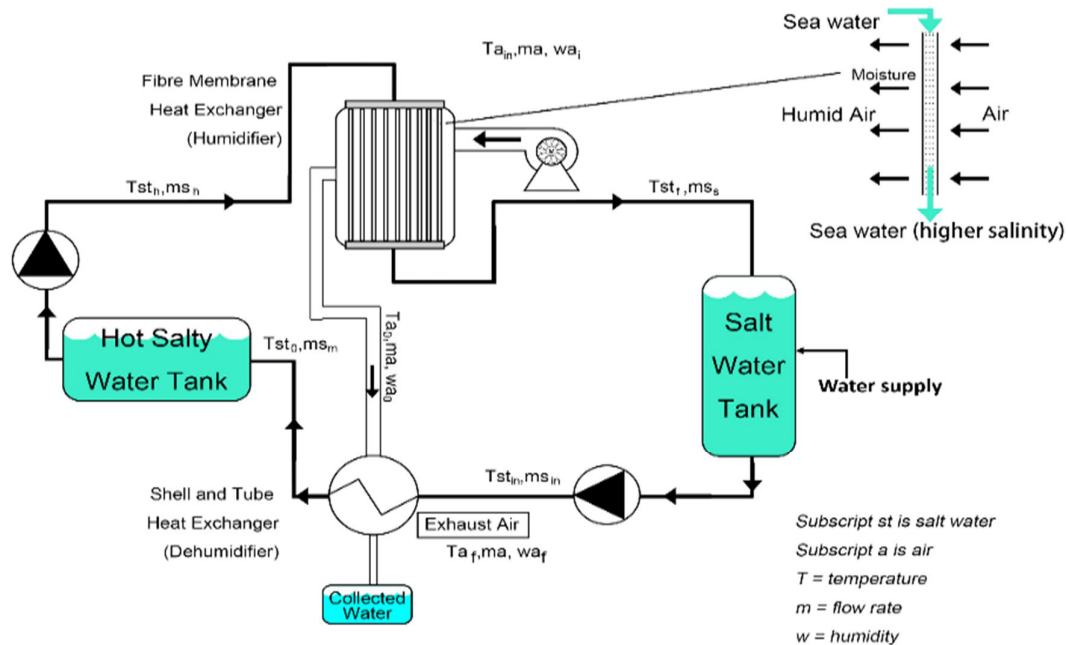 Sea water
Ta_in,ma, wa_i
Fibre Membrane
Heat Exchanger
(Humidifier)
Moisture
Humid Air
Air
Tst_h,ms_h
Tst_f,ms_s
Sea water (higher salinity)
Hot Salty
Water Tank
Tst_0,ms_m
Ta_0,ma, wa_0
Salt
Water
Tank
Water supply
Tst_in,ms_in
Shell and Tube
Heat Exchanger
(Dehumidifier)
Exhaust Air
Ta_f,ma, wa_f
Collected
Water
Subscript st is salt water
Subscript a is air
T = temperature
m = flow rate
w = humidity